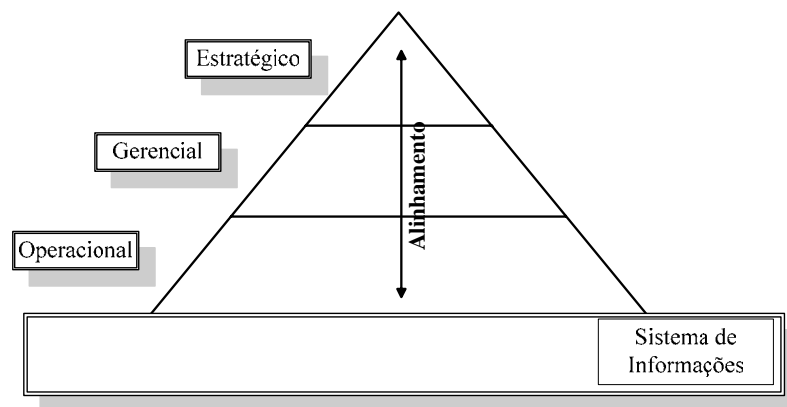 Estratégico
Gerencial
Alinhamento
Operacional
Sistema de
Informações